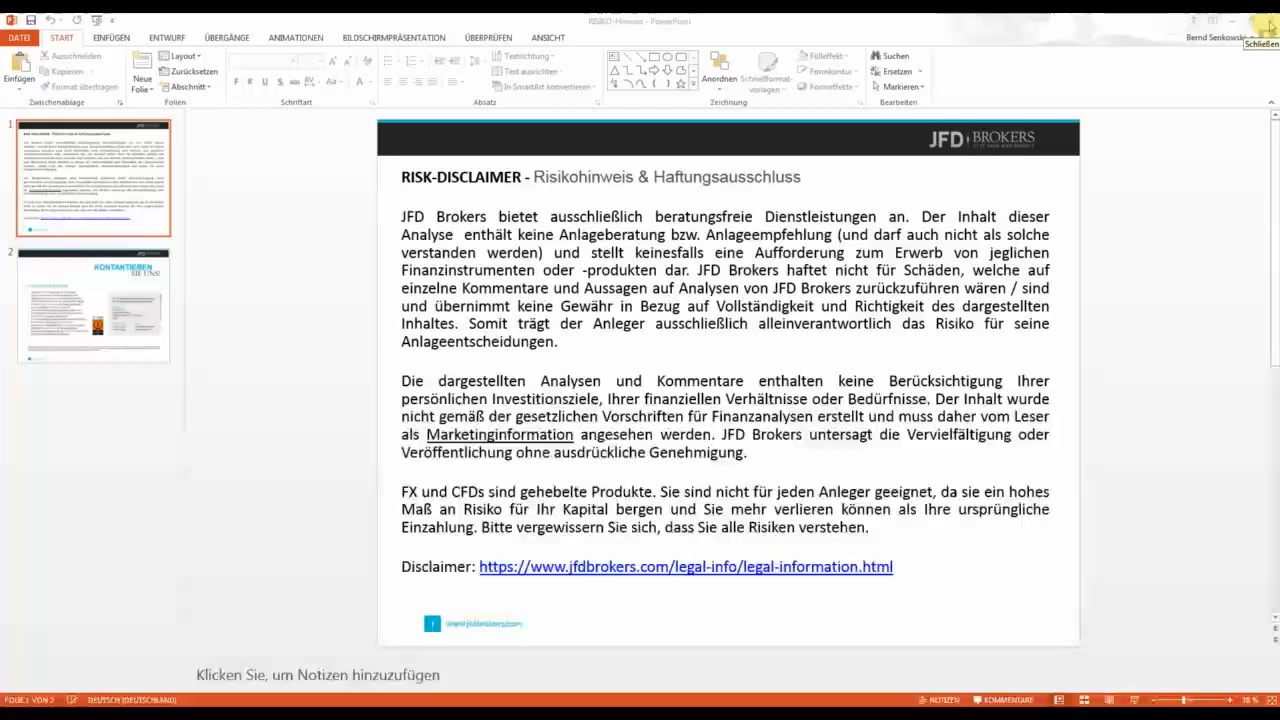 RISIKO-Hinweis - PowerPoint
DATEI START EINFÜGEN ENTWURF ÜBERGÄNGE ANIMATIONEN BILDSCHIRMPRÄSENTATION ÜBERPRÜFEN ANSICHT
Bernd Senkowski
Schließen
Einfügen
Ausschneiden
Kopieren
Format übertragen
Zwischenablage
Neue Folie
Layout
Zurücksetzen
Abschnitt
Folien
Schriftart
Textrichtung
Text ausrichten
In SmartArt konvertieren
Absatz
Anordnen
Schnellformat-
vorlagen
Fülleffekt
Formkontur
Formeffekte
Zeichnung
Suchen
Ersetzen
Markieren
Bearbeiten
1
2
KONTAKTIEREN
SIE UNS!
JFD BROKERS
RISK-DISCLAIMER - Risikohinweis & Haftungsausschluss
JFD Brokers bietet ausschließlich beratungsfreie Dienstleistungen an. Der Inhalt dieser
Analyse enthält keine Anlageberatung bzw. Anlageempfehlung (und darf auch nicht als solche
verstanden werden) und stellt keinesfalls eine Aufforderung zum Erwerb von jeglichen
Finanzinstrumenten oder -produkten dar. JFD Brokers haftet nicht für Schäden, welche auf
einzelne Kommentare und Aussagen auf Analysen von JFD Brokers zurückzuführen wären / sind
und übernimmt keine Gewähr in Bezug auf Vollständigkeit und Richtigkeit des dargestellten
Inhaltes. Somit trägt der Anleger ausschließlich alleinverantwortlich das Risiko für seine
Anlageentscheidungen.
Die dargestellten Analysen und Kommentare enthalten keine Berücksichtigung Ihrer
persönlichen Investitionsziele, Ihrer finanziellen Verhältnisse oder Bedürfnisse. Der Inhalt wurde
nicht gemäß der gesetzlichen Vorschriften für Finanzanalysen erstellt und muss daher vom Leser
als Marketinginformation angesehen werden. JFD Brokers untersagt die Vervielfältigung oder
Veröffentlichung ohne ausdrückliche Genehmigung.
FX und CFDs sind gehebelte Produkte. Sie sind nicht für jeden Anleger geeignet, da sie ein hohes
Maß an Risiko für Ihr Kapital bergen und Sie mehr verlieren können als Ihre ursprüngliche
Einzahlung. Bitte vergewissern Sie sich, dass Sie alle Risiken verstehen.
Disclaimer: https://www.jfdbrokers.com/legal-info/legal-information.html
www.jfdbrokers.com
Klicken Sie, um Notizen hinzuzufügen
FOLIE 1 VON 2 DEUTSCH (DEUTSCHLAND) NOTIZEN KOMMENTARE 78 %